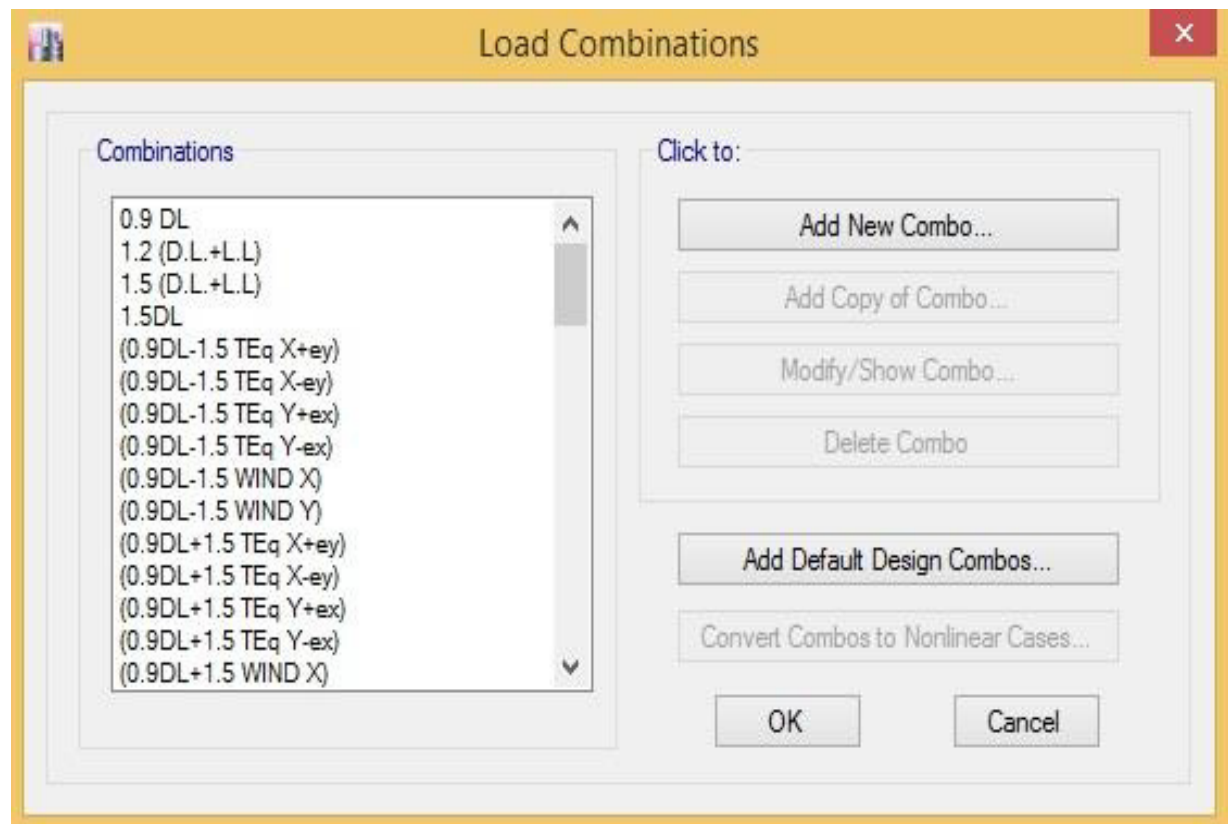 Load Combinations
Combinations
0.9 DL
1.2 (D.L.+L.L)
1.5 (D.L.+L.L)
1.5DL
(0.9DL-1.5 TEq X+ey)
(0.9DL-1.5 TEq X-ey)
(0.9DL-1.5 TEq Y+ex)
(0.9DL-1.5 TEq Y-ex)
(0.9DL-1.5 WIND X)
(0.9DL-1.5 WIND Y)
(0.9DL+1.5 TEq X+ey)
(0.9DL+1.5 TEq X-ey)
(0.9DL+1.5 TEq Y+ex)
(0.9DL+1.5 TEq Y-ex)
(0.9DL+1.5 WIND X)
Click to:
Add New Combo...
Add Copy of Combo...
Modify/Show Combo...
Delete Combo
Add Default Design Combos...
Convert Combos to Nonlinear Cases...
OK
Cancel